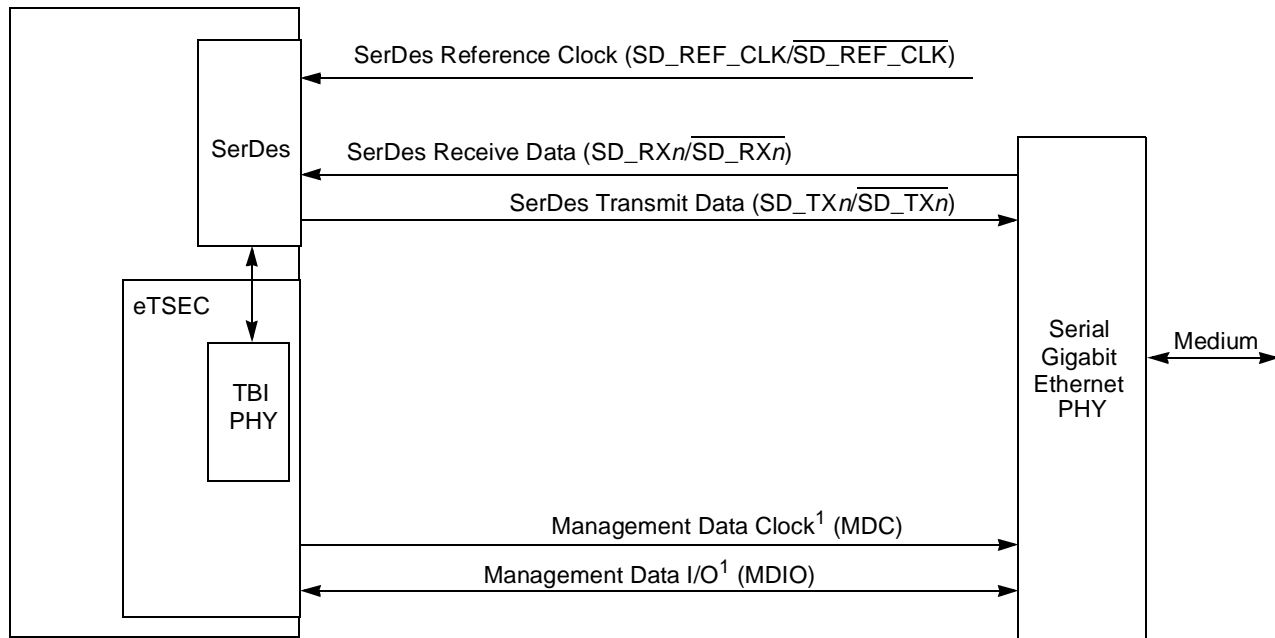 SerDes Reference Clock (SD_REF_CLK/SD_REF_CLK)
SerDes
SerDes Receive Data (SD_RXn/SD_RXn)
SerDes Transmit Data (SD_TXn/SD_TXn)
eTSEC
TBI
PHY
Serial
Gigabit
Ethernet
PHY
Medium
Management Data Clock¹ (MDC)
Management Data I/O¹ (MDIO)